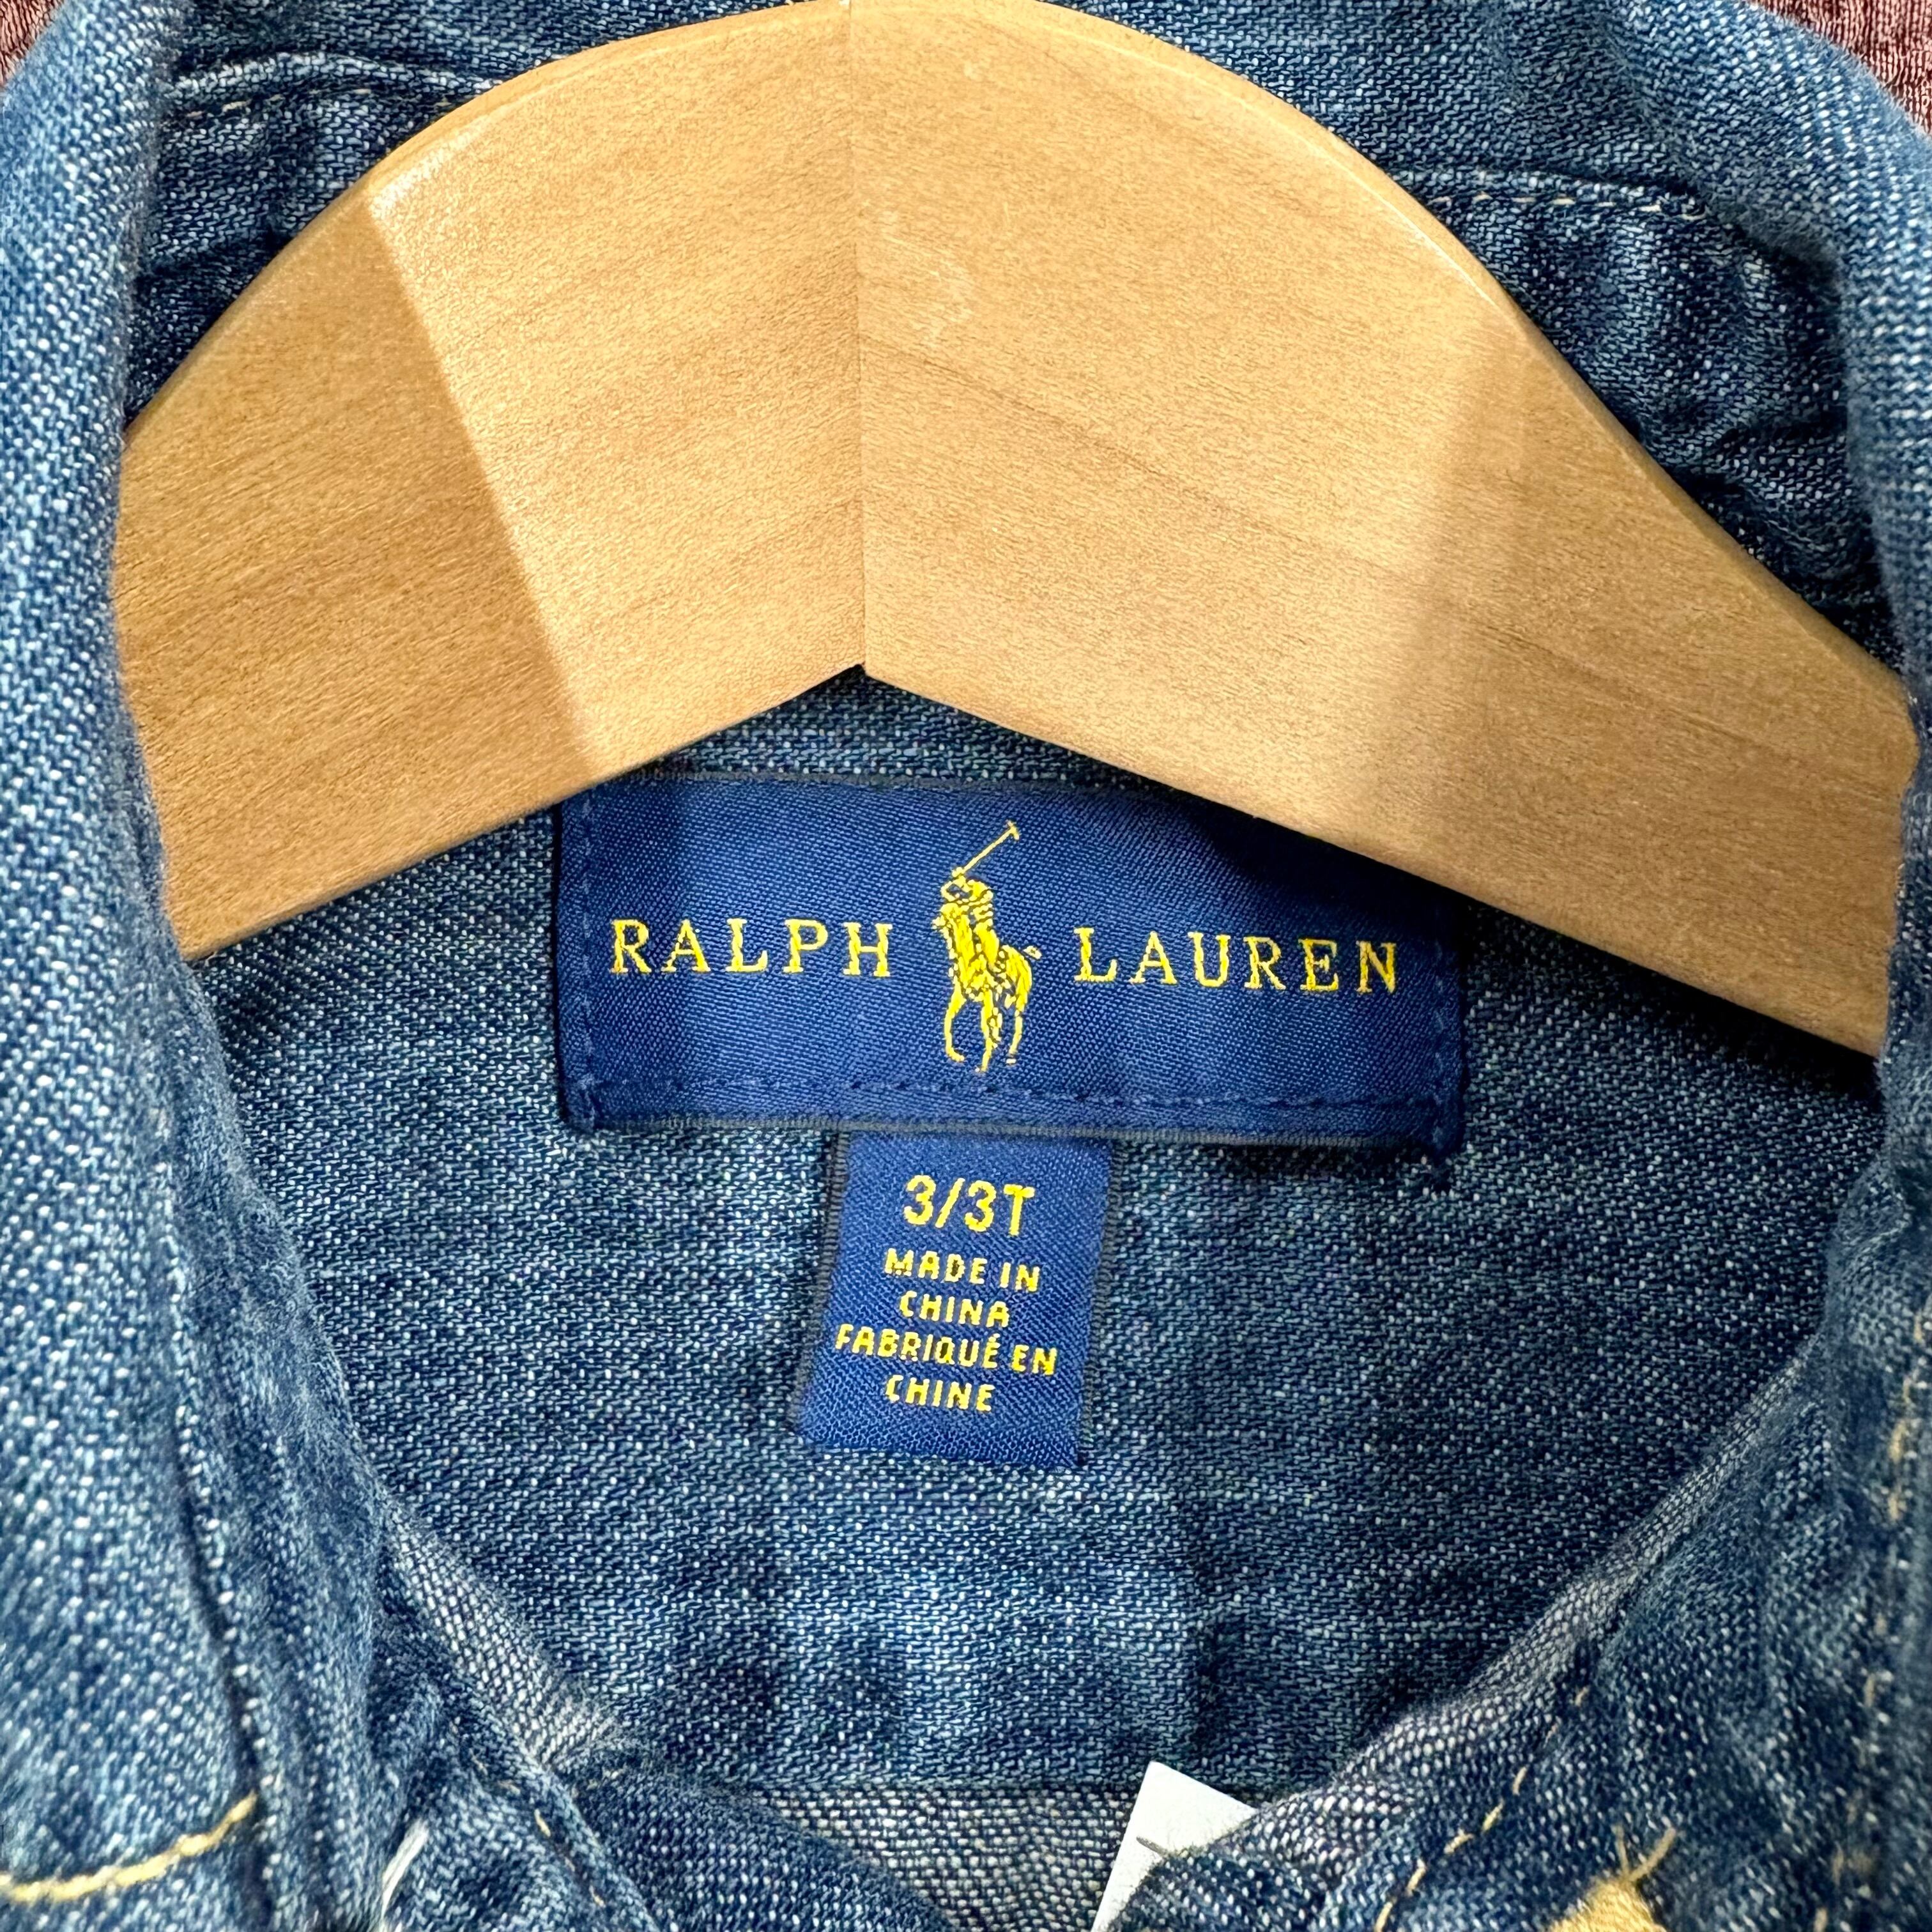 RALPH LAUREN
3/3T
MADE IN
CHINA
FABRIQUÉ EN
CHINE